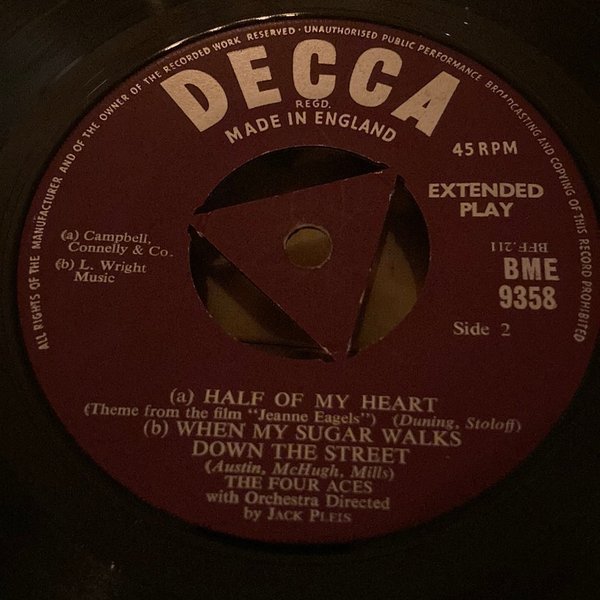 ALL RIGHTS OF THE MANUFACTURER AND OF THE OWNER OF THE RECORDED WORK RESERVED · UNAUTHORISED PUBLIC PERFORMANCE BROADCASTING AND COPYING OF THIS RECORD PROHIBITED
DECCA
REGD.
MADE IN ENGLAND
45 RPM
EXTENDED
PLAY
(a) Campbell,
Connelly & Co.
(b) L. Wright
Music
BFF.211
BME
9358
Side 2
(a) HALF OF MY HEART
(Theme from the film "Jeanne Eagels") (Duning, Stoloff)
(b) WHEN MY SUGAR WALKS
DOWN THE STREET
(Austin, McHugh, Mills)
THE FOUR ACES
with Orchestra Directed
by JACK PLEIS